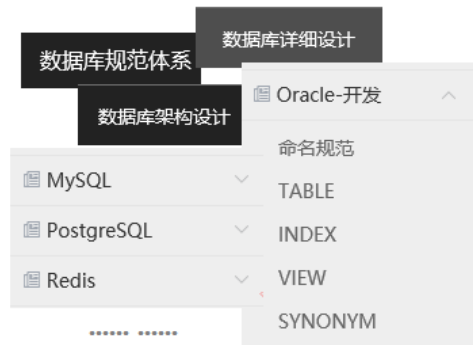 数据库详细设计
数据库规范体系
数据库架构设计
Oracle-开发
命名规范
TABLE
INDEX
VIEW
SYNONYM
MySQL
PostgreSQL
Redis
...... ......